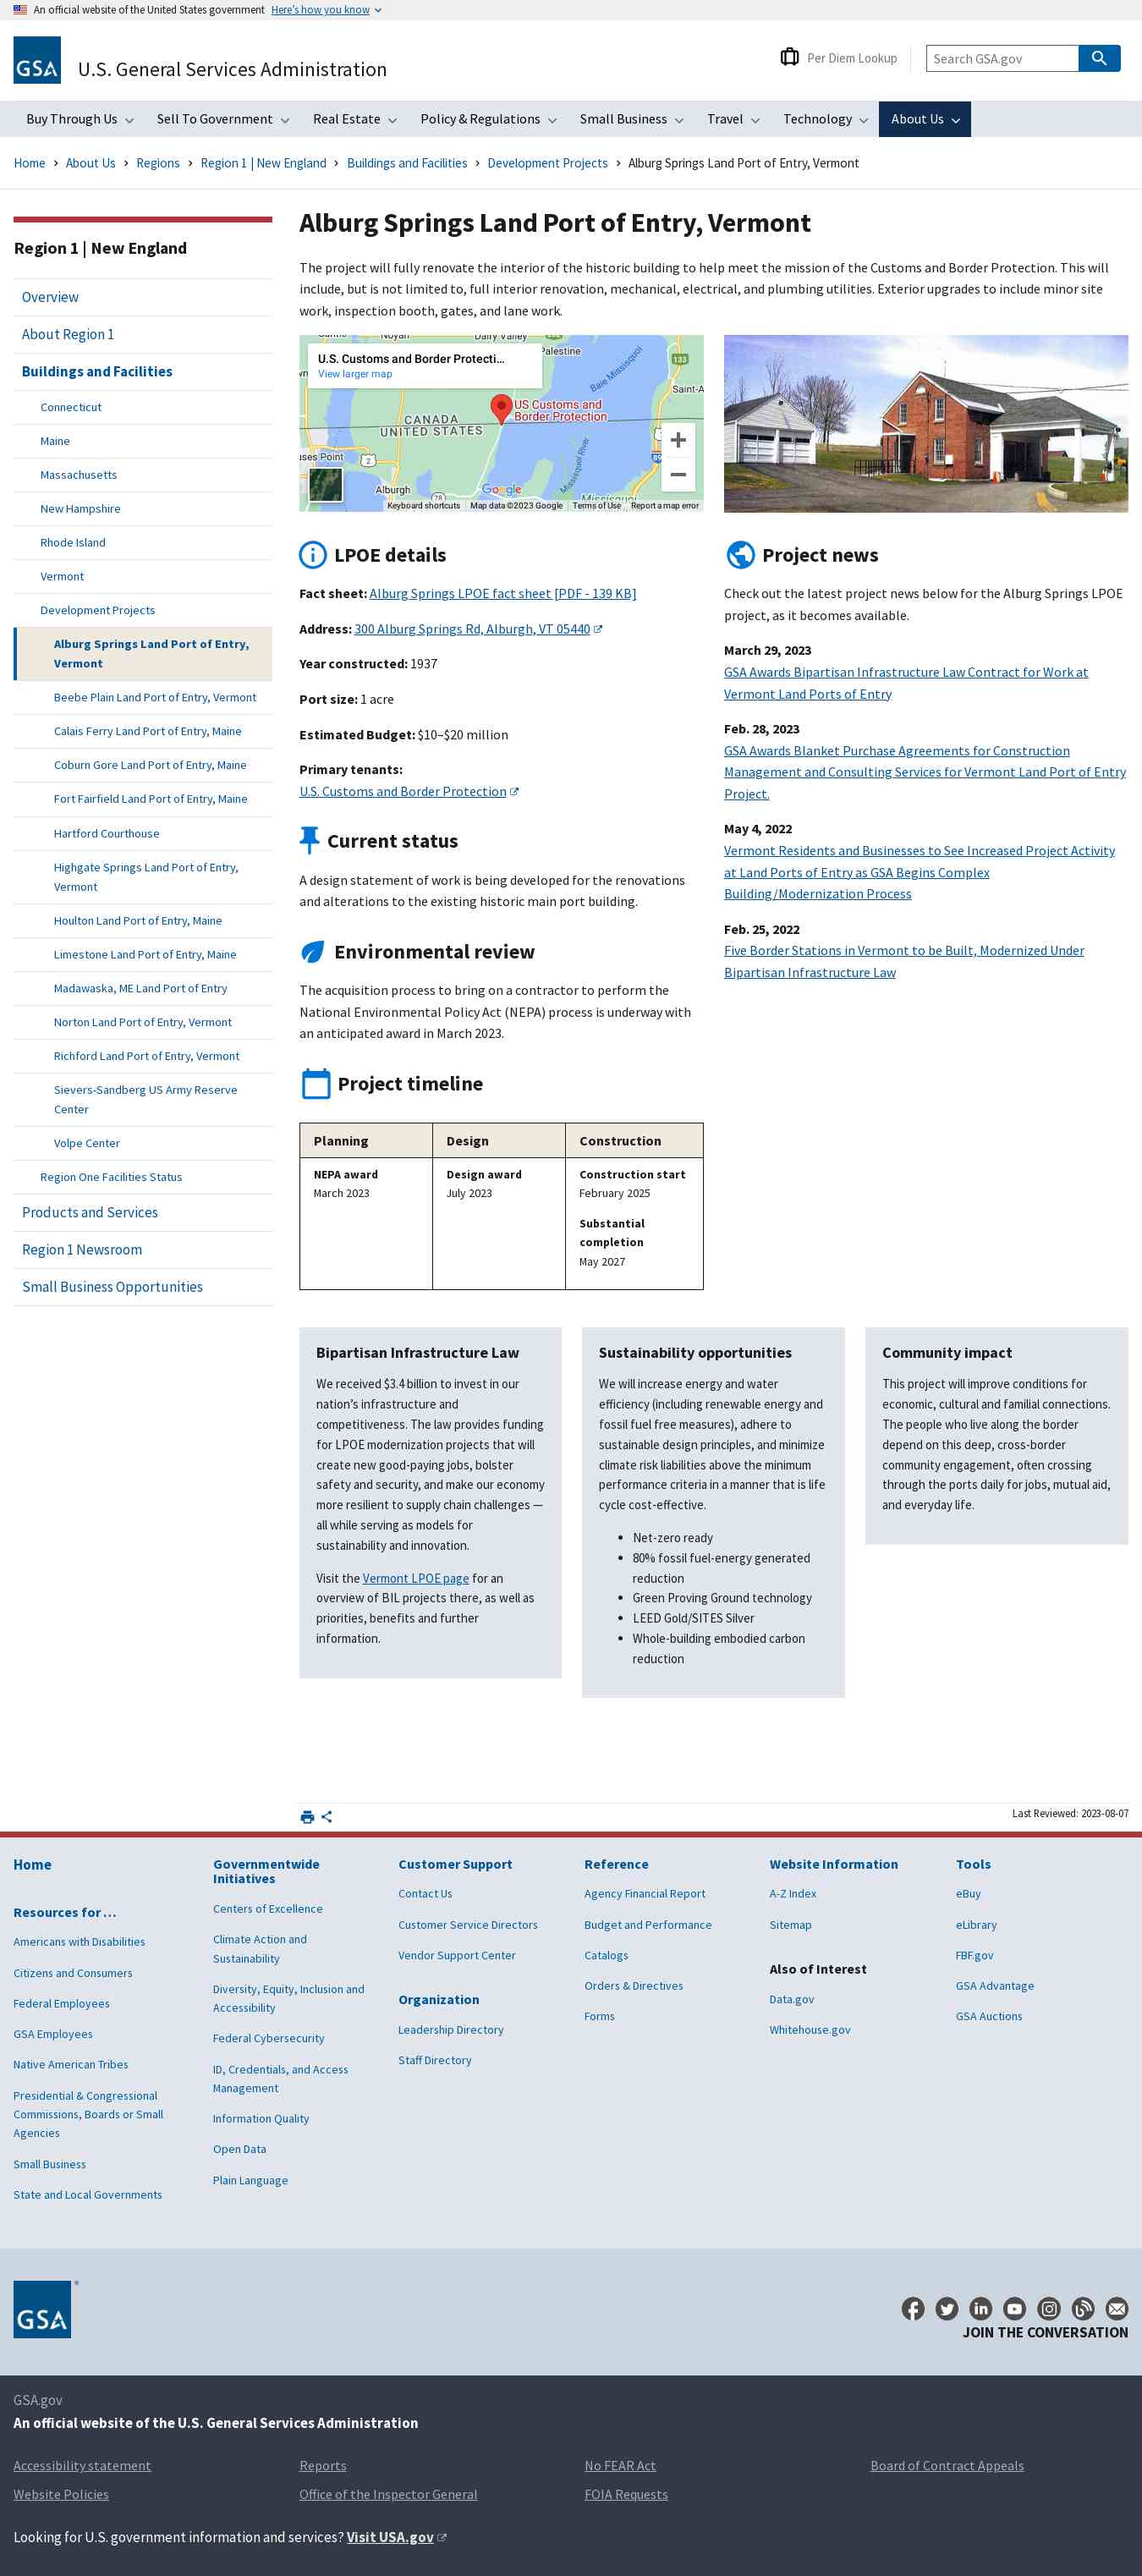 An official website of the United States government Here's how you know
GSA
U.S. General Services Administration
Per Diem Lookup
Search GSA.gov
Buy Through Us Sell To Government Real Estate Policy & Regulations Small Business Travel Technology About Us
Home > About Us > Regions > Region 1 | New England > Buildings and Facilities > Development Projects > Alburg Springs Land Port of Entry, Vermont
Region 1 | New England
Overview
About Region 1
Buildings and Facilities
Connecticut
Maine
Massachusetts
New Hampshire
Rhode Island
Vermont
Development Projects
Alburg Springs Land Port of Entry,
Vermont
Beebe Plain Land Port of Entry, Vermont
Calais Ferry Land Port of Entry, Maine
Coburn Gore Land Port of Entry, Maine
Fort Fairfield Land Port of Entry, Maine
Hartford Courthouse
Highgate Springs Land Port of Entry,
Vermont
Houlton Land Port of Entry, Maine
Limestone Land Port of Entry, Maine
Madawaska, ME Land Port of Entry
Norton Land Port of Entry, Vermont
Richford Land Port of Entry, Vermont
Sievers-Sandberg US Army Reserve
Center
Volpe Center
Region One Facilities Status
Products and Services
Region 1 Newsroom
Small Business Opportunities
Alburg Springs Land Port of Entry, Vermont
The project will fully renovate the interior of the historic building to help meet the mission of the Customs and Border Protection. This will
include, but is not limited to, full interior renovation, mechanical, electrical, and plumbing utilities. Exterior upgrades to include minor site
work, inspection booth, gates, and lane work.
Noyan
Dairy Valley
Palestine
133
U.S. Customs and Border Protecti...
View larger map
Baie Missisquoi
Saint-A
US Customs and
Border Protection
CANADA
UNITED STATES
Missisquoi River
2
Alburgh
78
Google
Missisquoi
Keyboard shortcuts Map data ©2023 Google Terms of Use Report a map error
LPOE details
Fact sheet: Alburg Springs LPOE fact sheet [PDF - 139 KB]
Address: 300 Alburg Springs Rd, Alburgh, VT 05440
Year constructed: 1937
Port size: 1 acre
Estimated Budget: $10–$20 million
Primary tenants:
U.S. Customs and Border Protection
Current status
A design statement of work is being developed for the renovations
and alterations to the existing historic main port building.
Environmental review
The acquisition process to bring on a contractor to perform the
National Environmental Policy Act (NEPA) process is underway with
an anticipated award in March 2023.
Project timeline
Planning Design Construction
NEPA award Design award Construction start
March 2023 July 2023 February 2025
Substantial
completion
May 2027
Project news
Check out the latest project news below for the Alburg Springs LPOE
project, as it becomes available.
March 29, 2023
GSA Awards Bipartisan Infrastructure Law Contract for Work at
Vermont Land Ports of Entry
Feb. 28, 2023
GSA Awards Blanket Purchase Agreements for Construction
Management and Consulting Services for Vermont Land Port of Entry
Project.
May 4, 2022
Vermont Residents and Businesses to See Increased Project Activity
at Land Ports of Entry as GSA Begins Complex
Building/Modernization Process
Feb. 25, 2022
Five Border Stations in Vermont to be Built, Modernized Under
Bipartisan Infrastructure Law
Bipartisan Infrastructure Law
We received $3.4 billion to invest in our
nation's infrastructure and
competitiveness. The law provides funding
for LPOE modernization projects that will
create new good-paying jobs, bolster
safety and security, and make our economy
more resilient to supply chain challenges —
all while serving as models for
sustainability and innovation.
Visit the Vermont LPOE page for an
overview of BIL projects there, as well as
priorities, benefits and further
information.
Sustainability opportunities
We will increase energy and water
efficiency (including renewable energy and
fossil fuel free measures), adhere to
sustainable design principles, and minimize
climate risk liabilities above the minimum
performance criteria in a manner that is life
cycle cost-effective.
• Net-zero ready
• 80% fossil fuel-energy generated
reduction
• Green Proving Ground technology
• LEED Gold/SITES Silver
• Whole-building embodied carbon
reduction
Community impact
This project will improve conditions for
economic, cultural and familial connections.
The people who live along the border
depend on this deep, cross-border
community engagement, often crossing
through the ports daily for jobs, mutual aid,
and everyday life.
Last Reviewed: 2023-08-07
Home
Resources for …
Americans with Disabilities
Citizens and Consumers
Federal Employees
GSA Employees
Native American Tribes
Presidential & Congressional
Commissions, Boards or Small
Agencies
Small Business
State and Local Governments
Governmentwide
Initiatives
Centers of Excellence
Climate Action and
Sustainability
Diversity, Equity, Inclusion and
Accessibility
Federal Cybersecurity
ID, Credentials, and Access
Management
Information Quality
Open Data
Plain Language
Customer Support
Contact Us
Customer Service Directors
Vendor Support Center
Organization
Leadership Directory
Staff Directory
Reference
Agency Financial Report
Budget and Performance
Catalogs
Orders & Directives
Forms
Website Information
A-Z Index
Sitemap
Also of Interest
Data.gov
Whitehouse.gov
Tools
eBuy
eLibrary
FBF.gov
GSA Advantage
GSA Auctions
GSA
JOIN THE CONVERSATION
GSA.gov
An official website of the U.S. General Services Administration
Accessibility statement Reports No FEAR Act Board of Contract Appeals
Website Policies Office of the Inspector General FOIA Requests
Looking for U.S. government information and services? Visit USA.gov